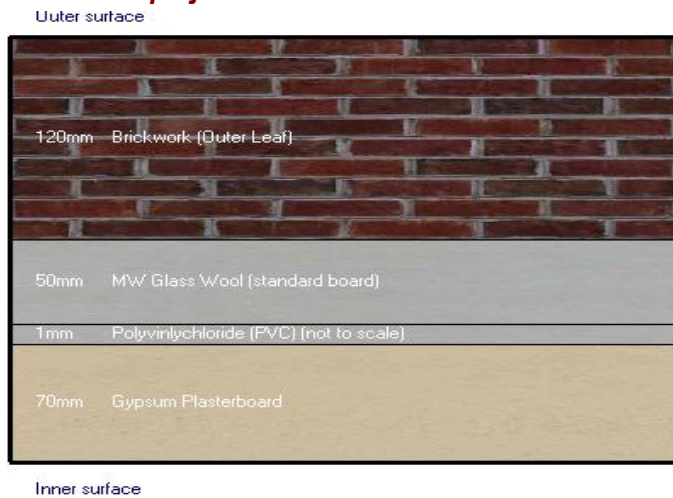 Outer surface
120mm Brickwork (Outer Leaf)
50mm MW Glass Wool (standard board)
1mm Polyvinlychloride (PVC) (not to scale)
70mm Gypsum Plasterboard
Inner surface